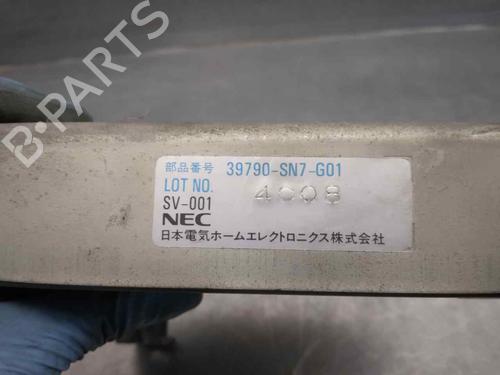 B-PARTS
部品番号 39790-SN7-G01
LOT NO. 4008
SV-001
NEC
日本電気ホームエレクトロニクス株式会社